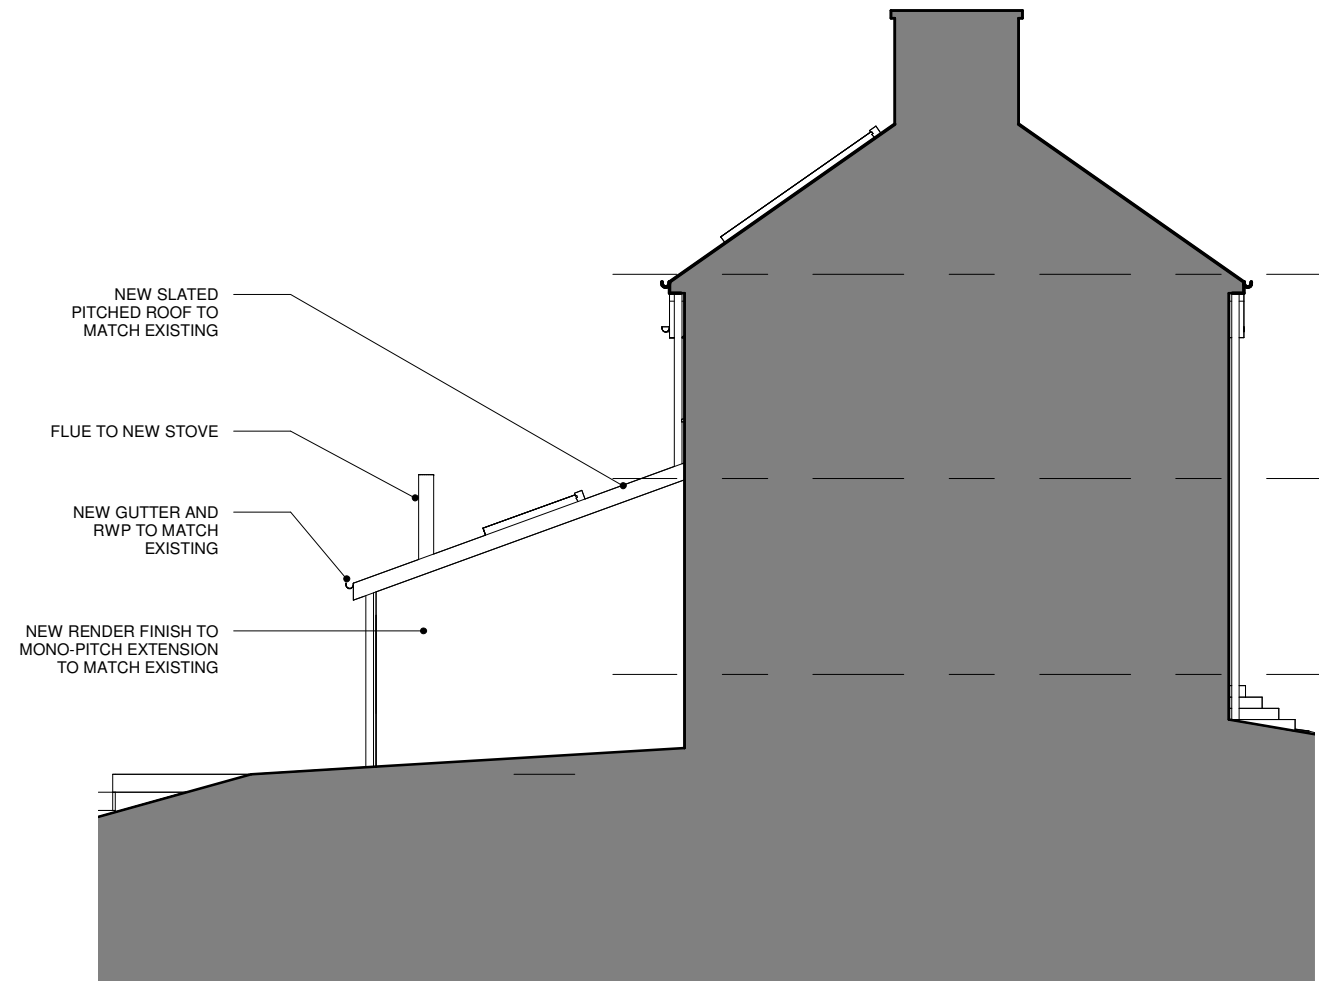 NEW SLATED
PITCHED ROOF TO
MATCH EXISTING
FLUE TO NEW STOVE
NEW GUTTER AND
RWP TO MATCH
EXISTING
NEW RENDER FINISH TO
MONO-PITCH EXTENSION
TO MATCH EXISTING